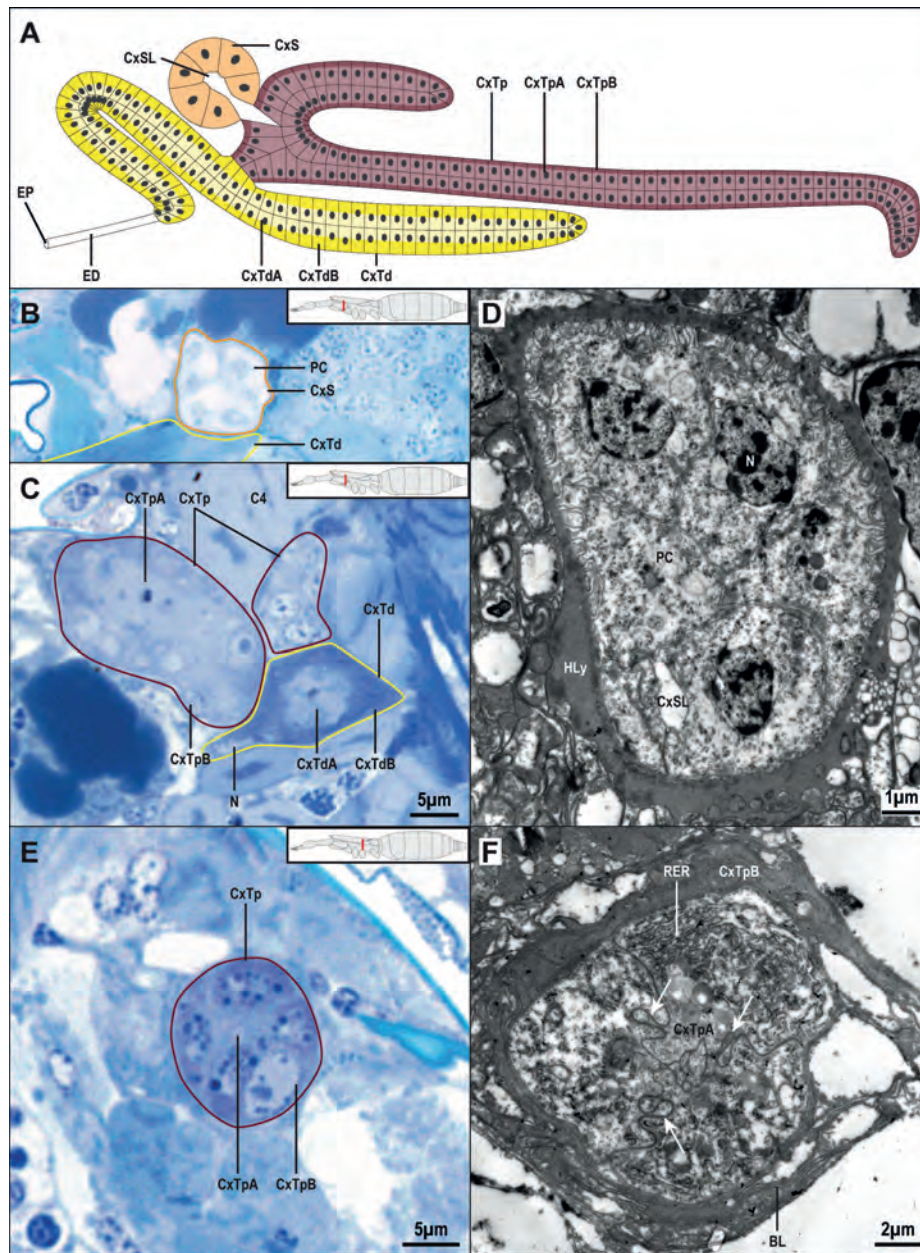 A
CxS
CxSL
CxTp CxTpA CxTpB
EP
ED
CxTdA CxTdB CxTd
B
PC
CxS
CxTd
C
CxTpA CxTp C4
CxTd
CxTpB N CxTdA CxTdB
5µm
D
N
PC
HLy
CxSL
1µm
E
CxTp
CxTpA CxTpB
5µm
F
RER CxTpB
CxTpA
BL
2µm